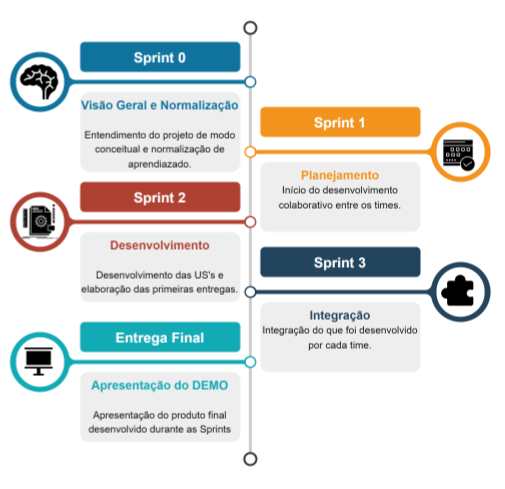 Sprint 0
Visão Geral e Normalização
Entendimento do projeto de modo
conceitual e normalização de
aprendiazado.
Sprint 1
Planejamento
Início do desenvolvimento
colaborativo entre os times.
Sprint 2
Desenvolvimento
Desenvolvimento das US's e
elaboração das primeiras entregas.
Sprint 3
Integração
Integração do que foi desenvolvido
por cada time.
Entrega Final
Apresentação do DEMO
Apresentação do produto final
desenvolvido durante as Sprints